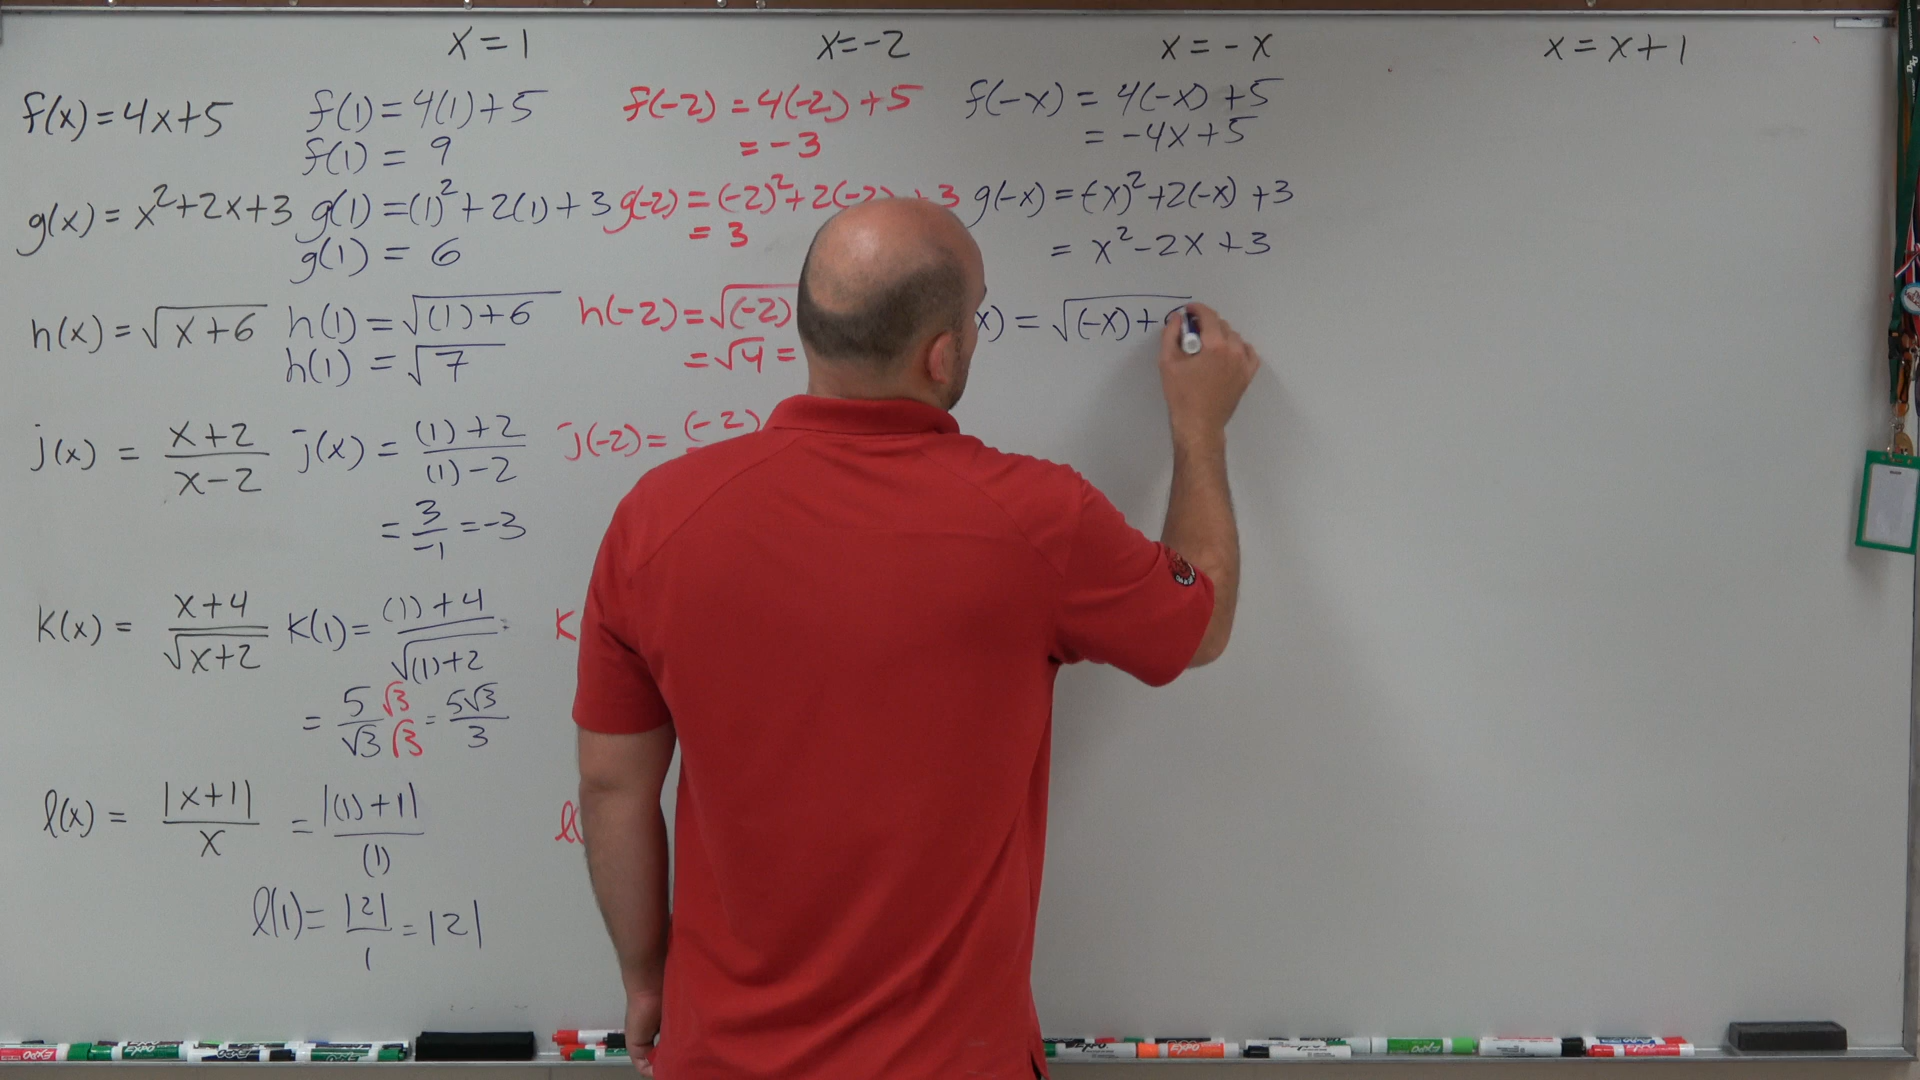 x = 1 x = -2 x = -x x = x+1
f(x) = 4x+5 f(1) = 4(1)+5 f(-2) = 4(-2)+5 f(-x) = 4(-x)+5
f(1) = 9 = -3 = -4x+5
g(x) = x²+2x+3 g(1) = (1)²+2(1)+3 g(-2) = (-2)²+2(-2)+3 g(-x) = (-x)²+2(-x)+3
g(1) = 6 = 3 = x²-2x+3
h(x) = √x+6 h(1) = √(1)+6 h(-2) = √(-2) x) = √(-x)+
h(1) = √7 = √4 =
j(x) = x+2 j(x) = (1)+2 j(-2) = (-2)
x-2 (1)-2
= 3 = -3
-1
K(x) = x+4 K(1) = (1)+4 = K
√x+2 √(1)+2
= 5 √3 = 5√3
√3 √3 3
l(x) = |x+1| = |(1)+1| l(
x (1)
l(1) = |2| = |2|
1
EXPO